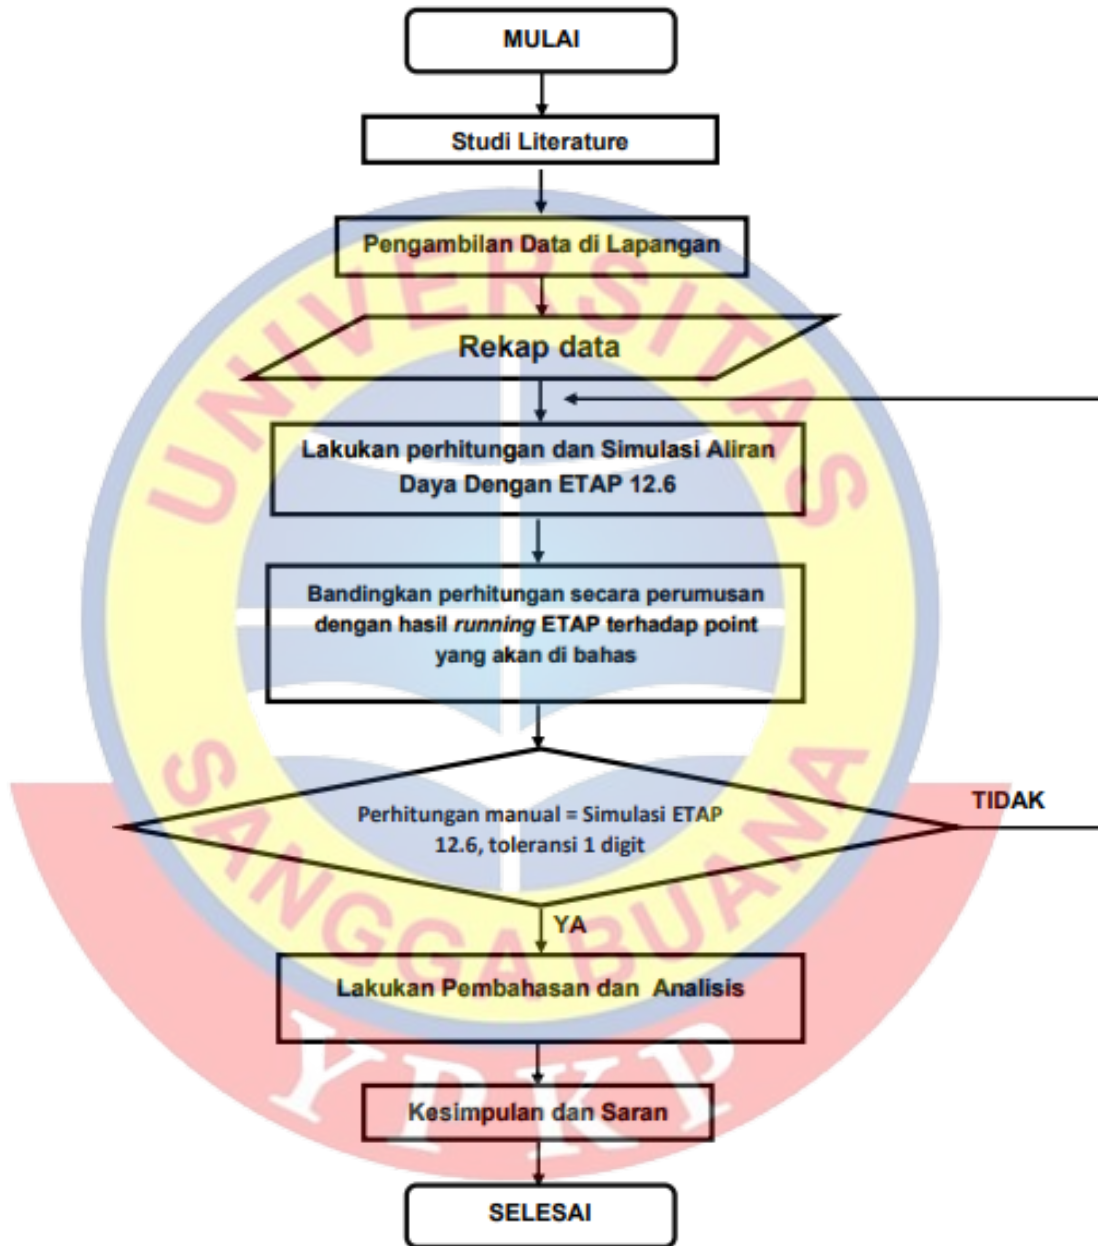 MULAI
Studi Literature
Pengambilan Data di Lapangan
Rekap data
Lakukan perhitungan dan Simulasi Aliran
Daya Dengan ETAP 12.6
Bandingkan perhitungan secara perumusan
dengan hasil running ETAP terhadap point
yang akan di bahas
Perhitungan manual = Simulasi ETAP
12.6, toleransi 1 digit
TIDAK
YA
Lakukan Pembahasan dan Analisis
Kesimpulan dan Saran
SELESAI
UNIVERSITAS
SANGGA BUANA
YPKP